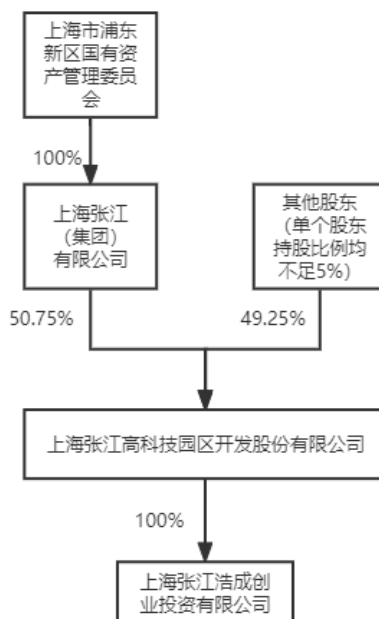 上海市浦东
新区国有资
产管理委员
会
100%
上海张江
（集团）
有限公司
其他股东
（单个股东
持股比例均
不足5%）
50.75%
49.25%
上海张江高科技园区开发股份有限公司
100%
上海张江浩成创
业投资有限公司